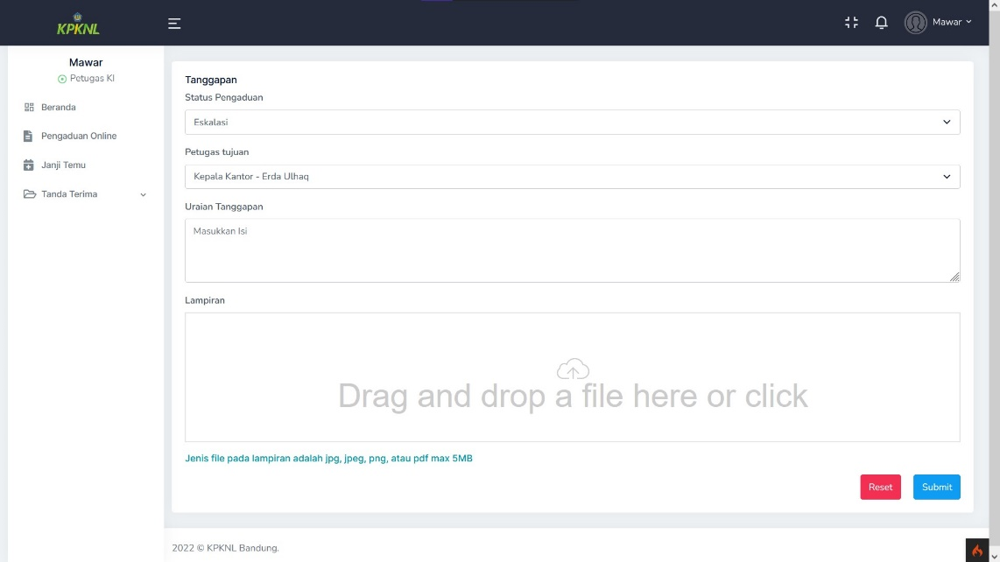 KPKNL
Mawar
Mawar
Petugas KI
Beranda
Pengaduan Online
Janji Temu
Tanda Terima
Tanggapan
Status Pengaduan
Eskalasi
Petugas tujuan
Kepala Kantor - Erda Ulhaq
Uraian Tanggapan
Masukkan Isi
Lampiran
Drag and drop a file here or click
Jenis file pada lampiran adalah jpg, jpeg, png, atau pdf max 5MB
Reset
Submit
2022 © KPKNL Bandung.